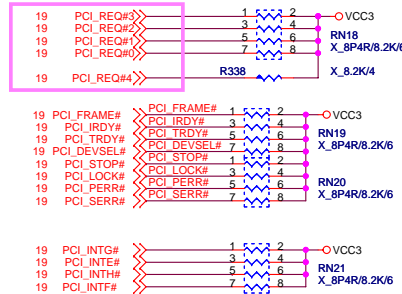 19 PCI_REQ#3 1 2 VCC3
19 PCI_REQ#2 3 4
19 PCI_REQ#1 5 6 RN18
19 PCI_REQ#0 7 8 X_8P4R/8.2K/6
19 PCI_REQ#4 R338 X_8.2K/4
19 PCI_FRAME# PCI_FRAME# 1 2 VCC3
19 PCI_IRDY# PCI_IRDY# 3 4
19 PCI_TRDY# PCI_TRDY# 5 6 RN19
19 PCI_DEVSEL# PCI_DEVSEL# 7 8 X_8P4R/8.2K/6
19 PCI_STOP# PCI_STOP# 1 2
19 PCI_LOCK# PCI_LOCK# 3 4
19 PCI_PERR# PCI_PERR# 5 6 RN20
19 PCI_SERR# PCI_SERR# 7 8 X_8P4R/8.2K/6
19 PCI_INTG# 1 2 VCC3
19 PCI_INTE# 3 4
19 PCI_INTH# 5 6 RN21
19 PCI_INTF# 7 8 X_8P4R/8.2K/6